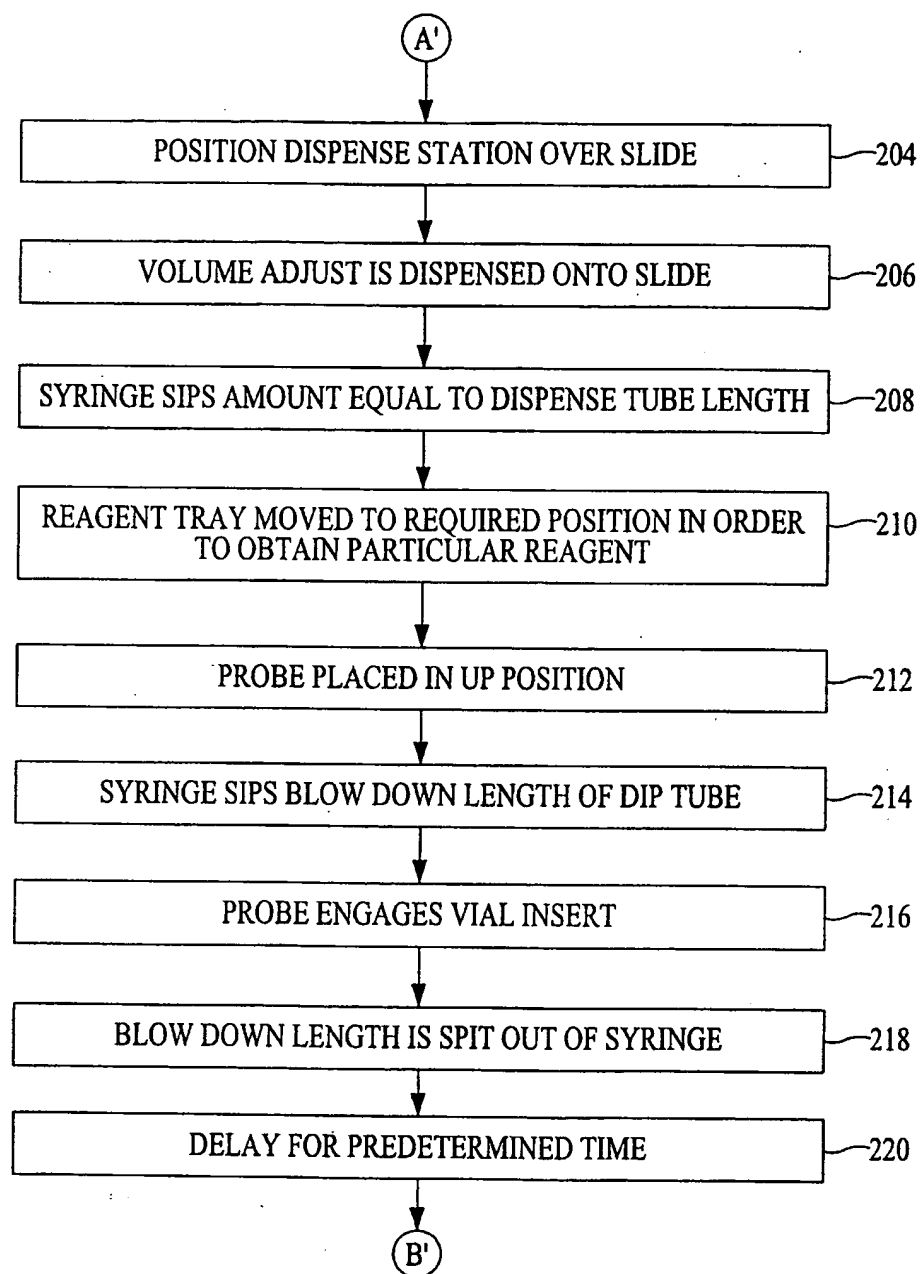 A'
POSITION DISPENSE STATION OVER SLIDE
204
VOLUME ADJUST IS DISPENSED ONTO SLIDE
206
SYRINGE SIPS AMOUNT EQUAL TO DISPENSE TUBE LENGTH
208
REAGENT TRAY MOVED TO REQUIRED POSITION IN ORDER
TO OBTAIN PARTICULAR REAGENT
210
PROBE PLACED IN UP POSITION
212
SYRINGE SIPS BLOW DOWN LENGTH OF DIP TUBE
214
PROBE ENGAGES VIAL INSERT
216
BLOW DOWN LENGTH IS SPIT OUT OF SYRINGE
218
DELAY FOR PREDETERMINED TIME
220
B'